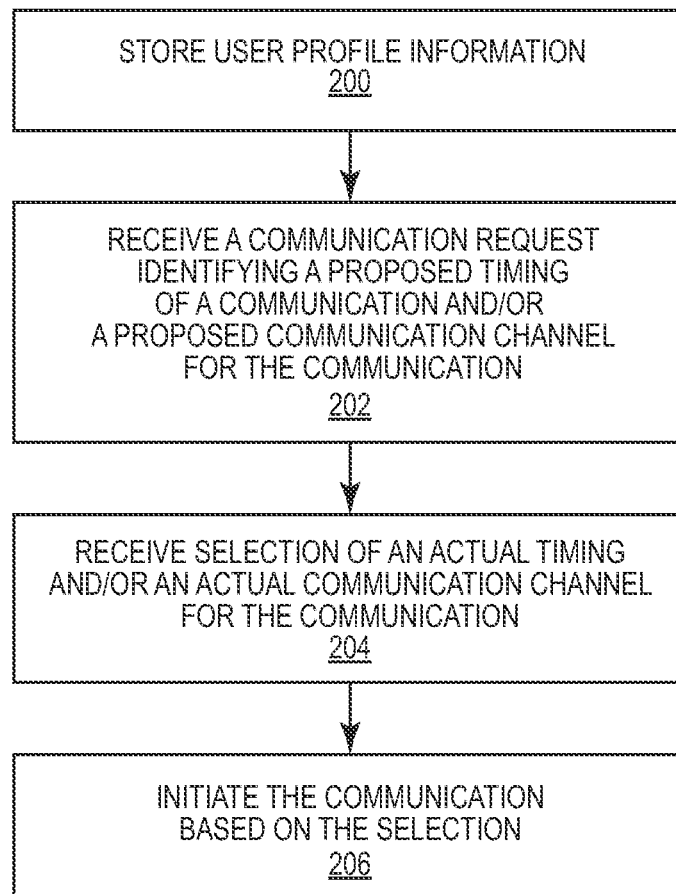 STORE USER PROFILE INFORMATION
200
RECEIVE A COMMUNICATION REQUEST
IDENTIFYING A PROPOSED TIMING
OF A COMMUNICATION AND/OR
A PROPOSED COMMUNICATION CHANNEL
FOR THE COMMUNICATION
202
RECEIVE SELECTION OF AN ACTUAL TIMING
AND/OR AN ACTUAL COMMUNICATION CHANNEL
FOR THE COMMUNICATION
204
INITIATE THE COMMUNICATION
BASED ON THE SELECTION
206